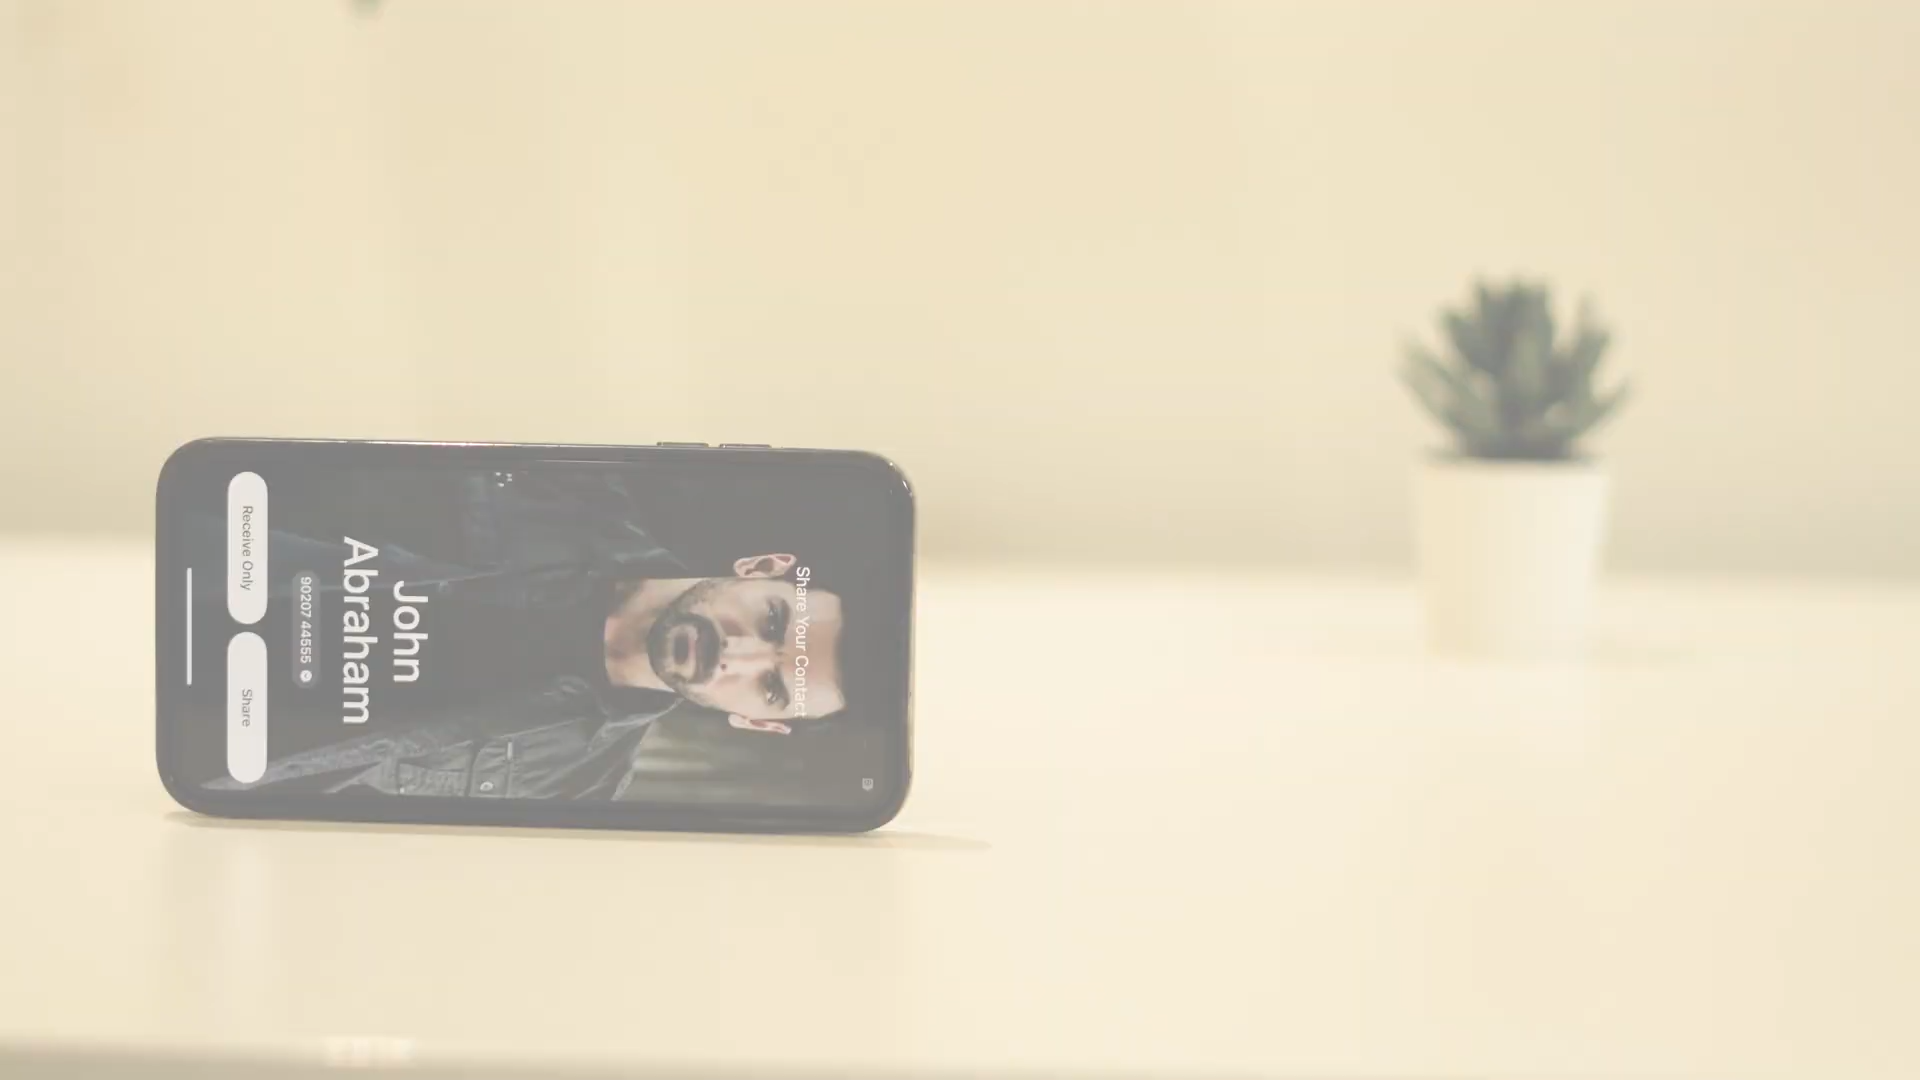 Share Your Contact
John
Abraham
90207 44555
Receive Only
Share